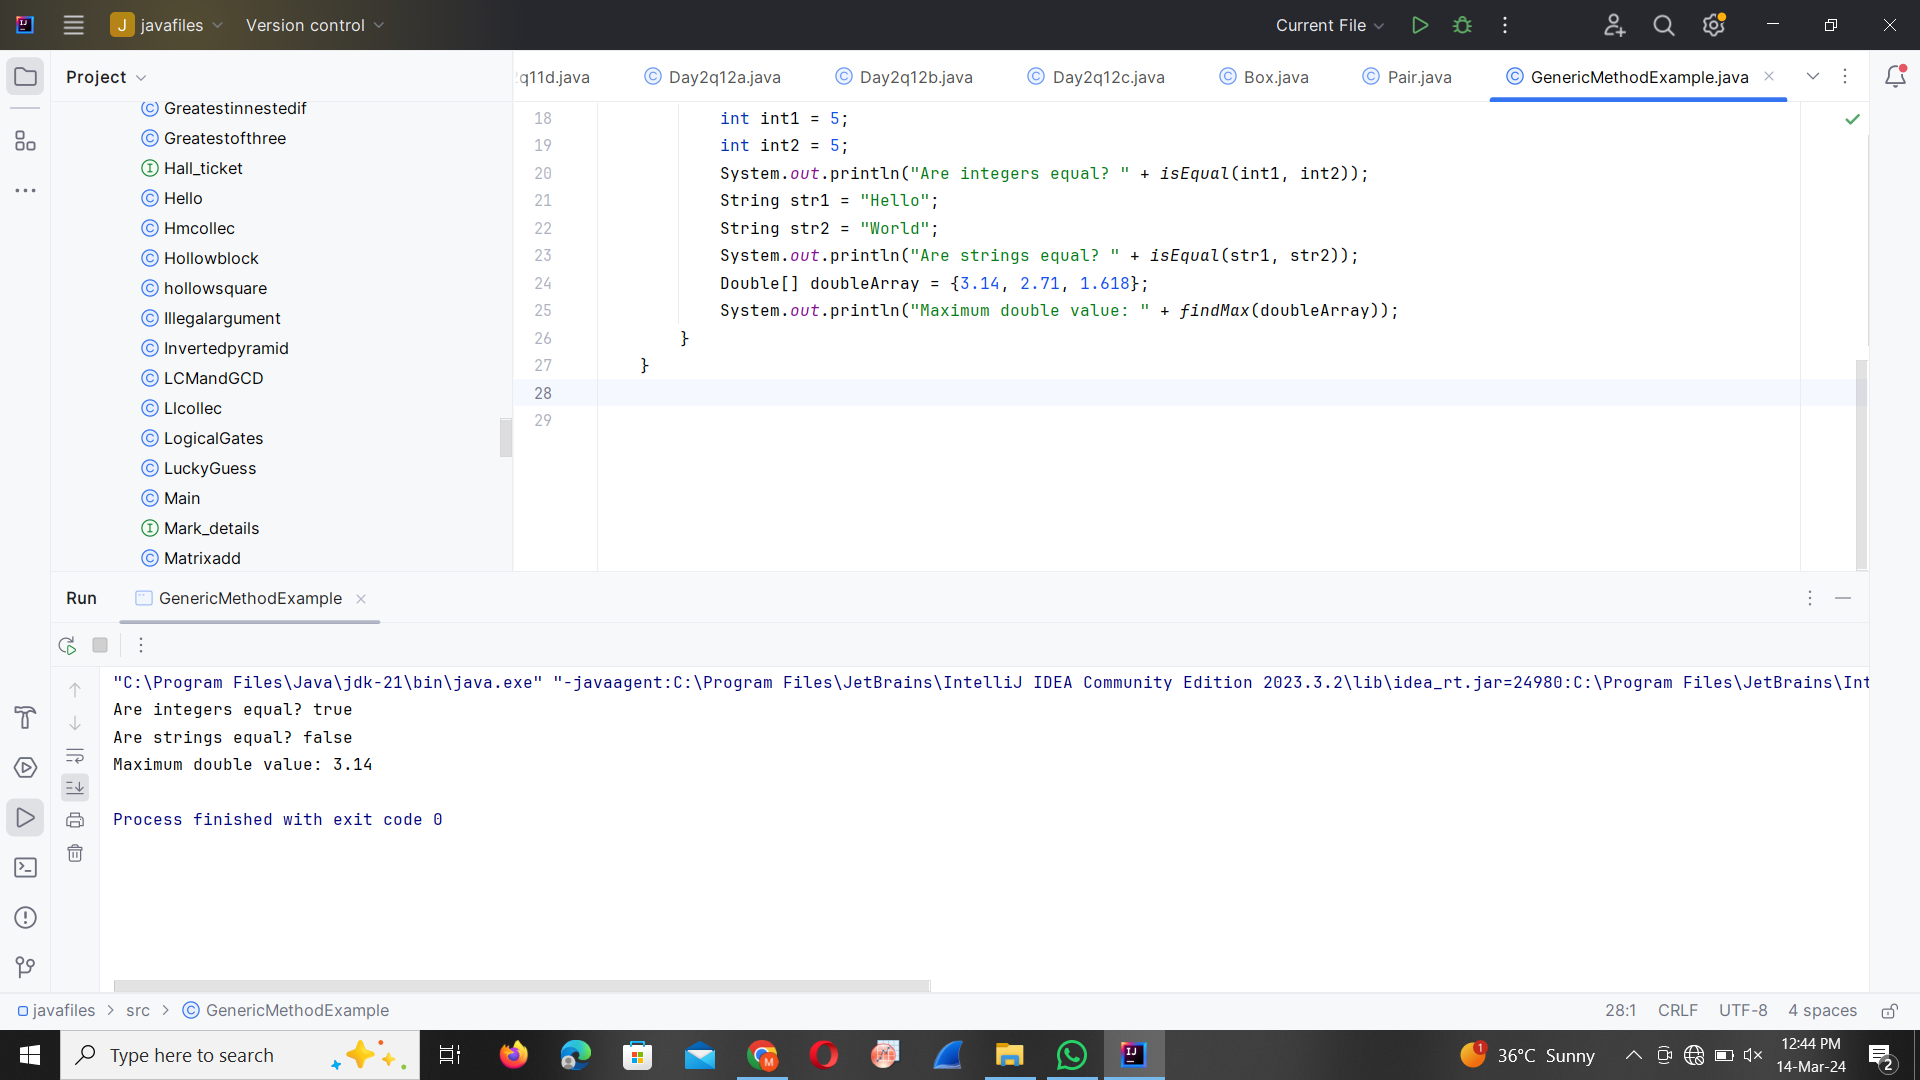 J javafiles Version control Current File
Project
q11d.java Day2q12a.java Day2q12b.java Day2q12c.java Box.java Pair.java GenericMethodExample.java
Greatestinnestedif
Greatestofthree
Hall_ticket
Hello
Hmcollec
Hollowblock
hollowsquare
Illegalargument
Invertedpyramid
LCMandGCD
Llcollec
LogicalGates
LuckyGuess
Main
Mark_details
Matrixadd
18 int int1 = 5;
19 int int2 = 5;
20 System.out.println("Are integers equal? " + isEqual(int1, int2));
21 String str1 = "Hello";
22 String str2 = "World";
23 System.out.println("Are strings equal? " + isEqual(str1, str2));
24 Double[] doubleArray = {3.14, 2.71, 1.618};
25 System.out.println("Maximum double value: " + findMax(doubleArray));
26 }
27 }
28
29
Run GenericMethodExample
"C:\Program Files\Java\jdk-21\bin\java.exe" "-javaagent:C:\Program Files\JetBrains\IntelliJ IDEA Community Edition 2023.3.2\lib\idea_rt.jar=24980:C:\Program Files\JetBrains\Int
Are integers equal? true
Are strings equal? false
Maximum double value: 3.14
Process finished with exit code 0
javafiles > src > GenericMethodExample 28:1 CRLF UTF-8 4 spaces
Type here to search
36°C Sunny
12:44 PM
14-Mar-24
2